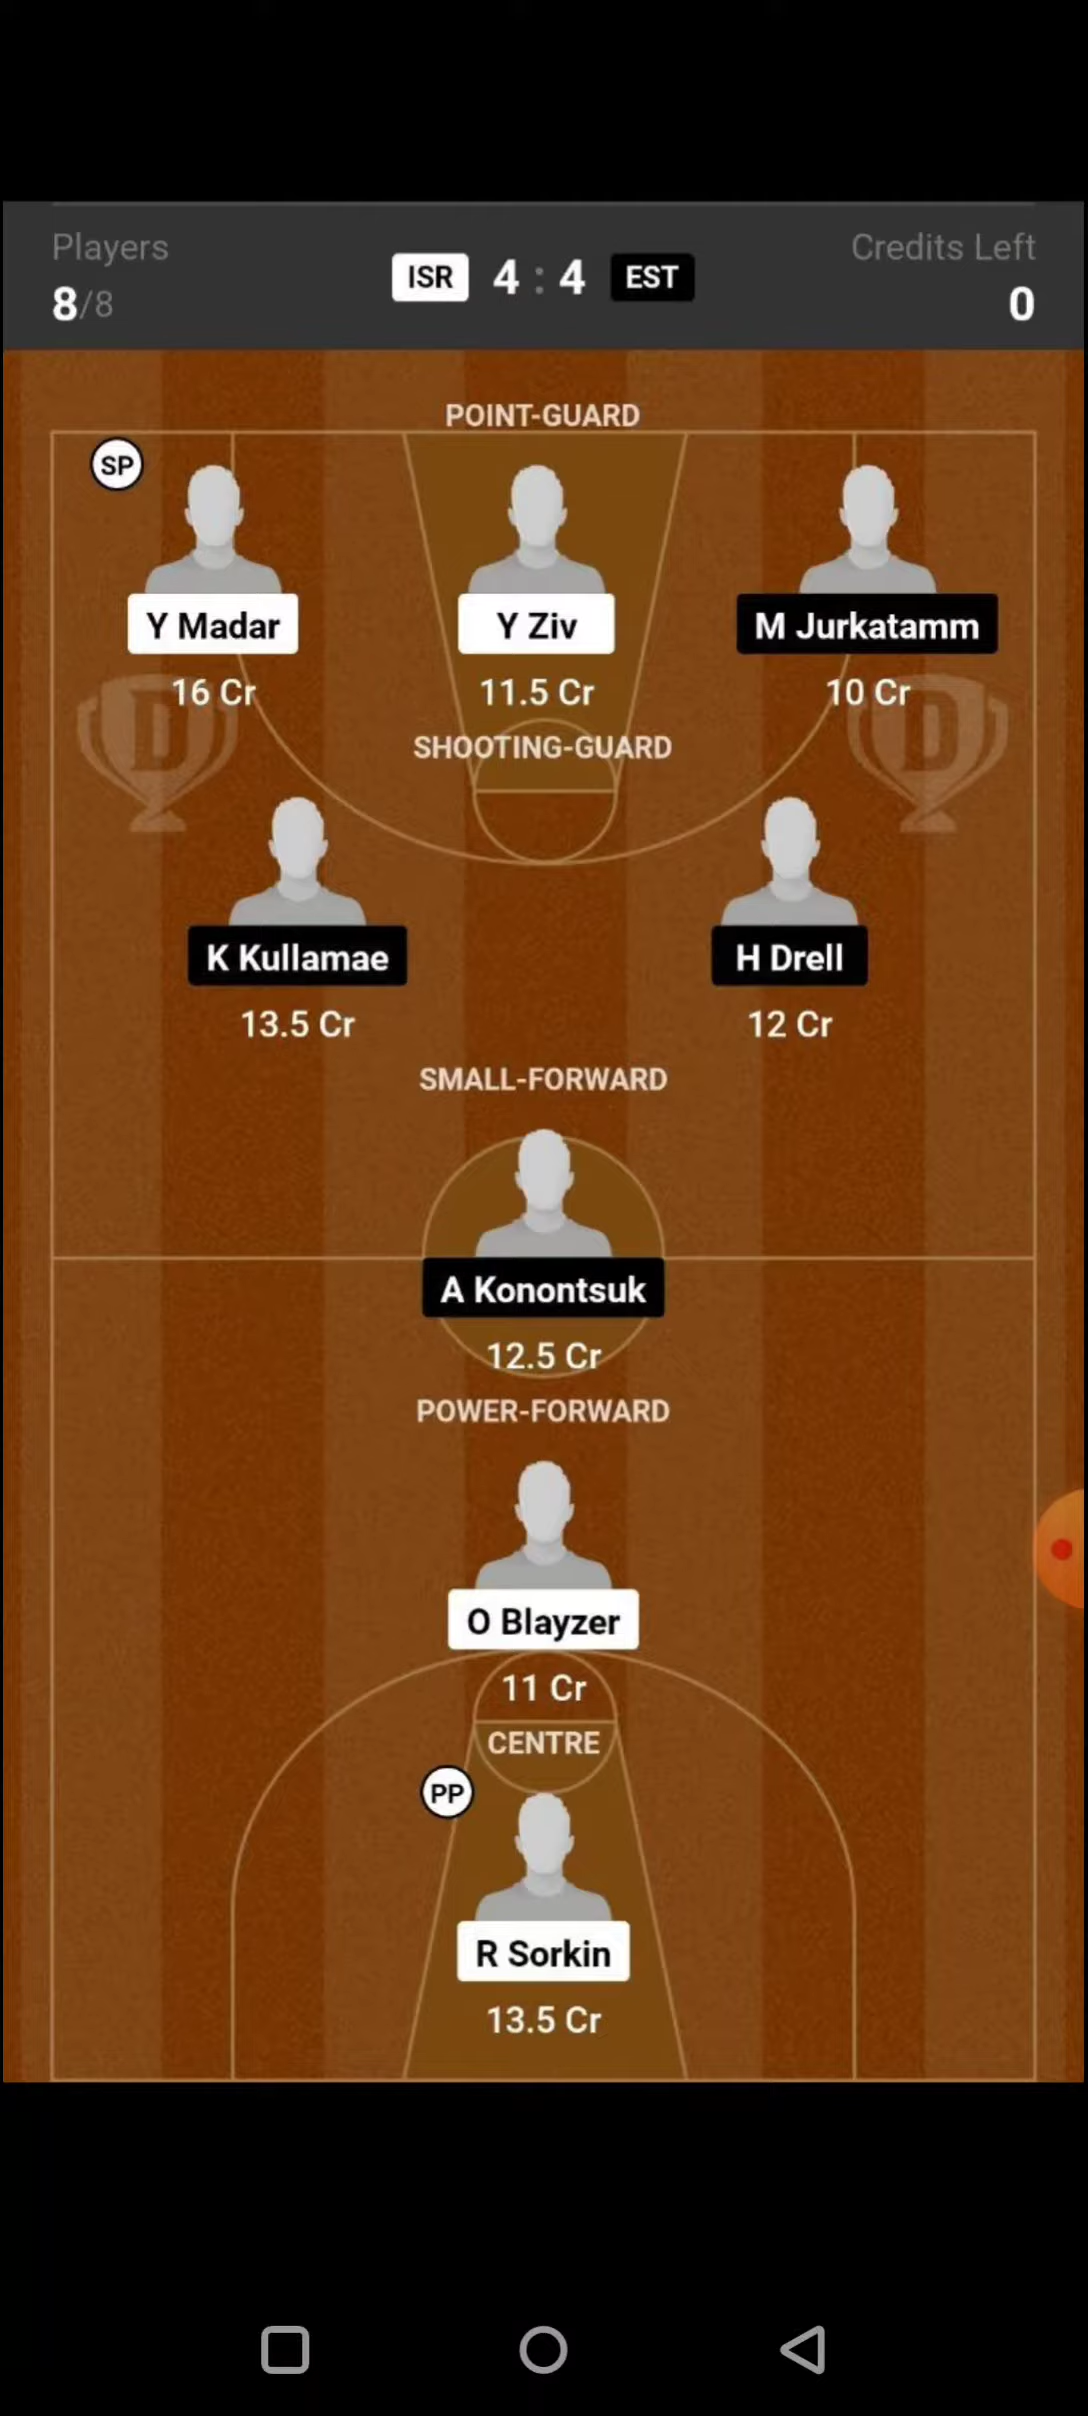 Players
Credits Left
8/8
ISR 4 : 4 EST
0
POINT-GUARD
SP
Y Madar
Y Ziv
M Jurkatamm
16 Cr
11.5 Cr
10 Cr
D
D
SHOOTING-GUARD
K Kullamae
H Drell
13.5 Cr
12 Cr
SMALL-FORWARD
A Konontsuk
12.5 Cr
POWER-FORWARD
O Blayzer
11 Cr
CENTRE
PP
R Sorkin
13.5 Cr